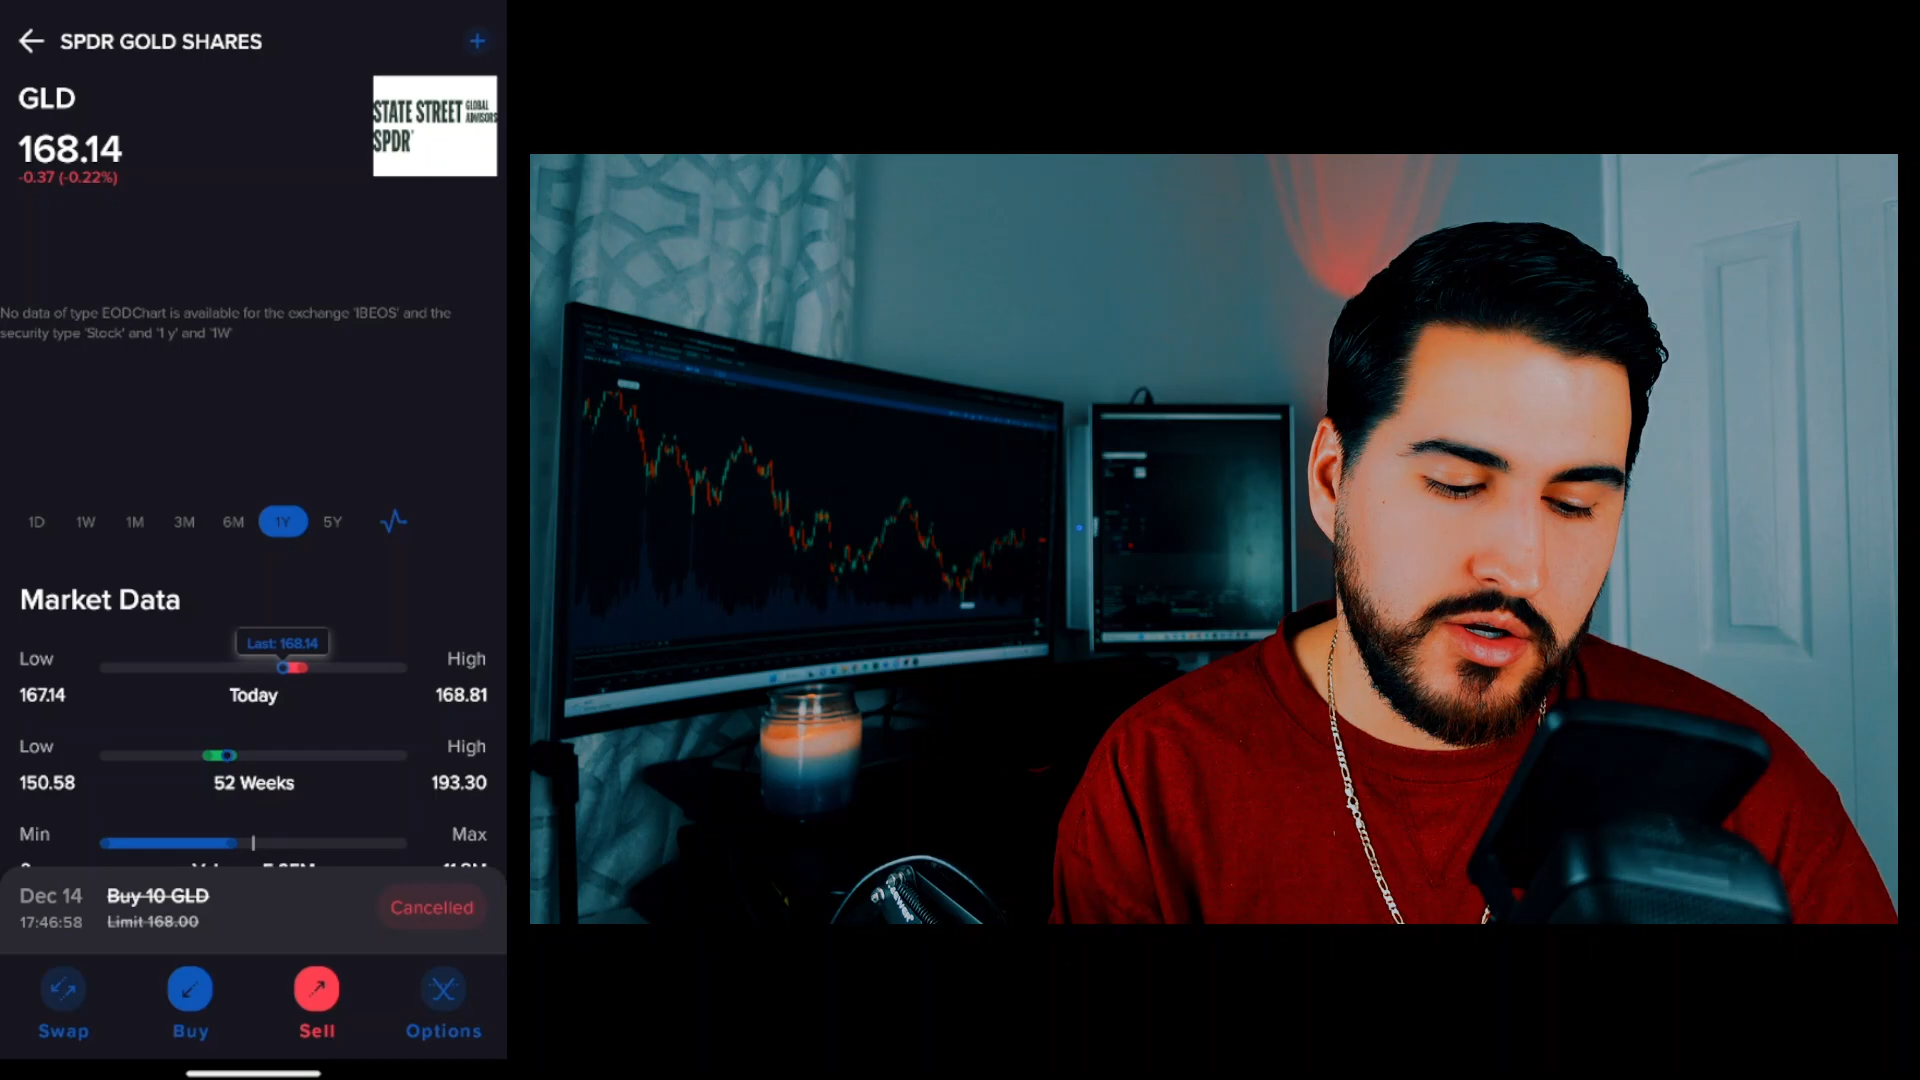 SPDR GOLD SHARES
+
GLD
168.14
-0.37 (-0.22%)
STATE STREET GLOBAL ADVISORS
SPDR
No data of type EODChart is available for the exchange 'IBEOS' and the
security type 'Stock' and '1 y' and '1W'
1D 1W 1M 3M 6M 1Y 5Y
Market Data
Last: 168.14
Low High
167.14 Today 168.81
Low High
150.58 52 Weeks 193.30
Min Max
Dec 14 Buy 10 GLD Cancelled
17:46:58 Limit 168.00
Swap Buy Sell Options
NEEWER